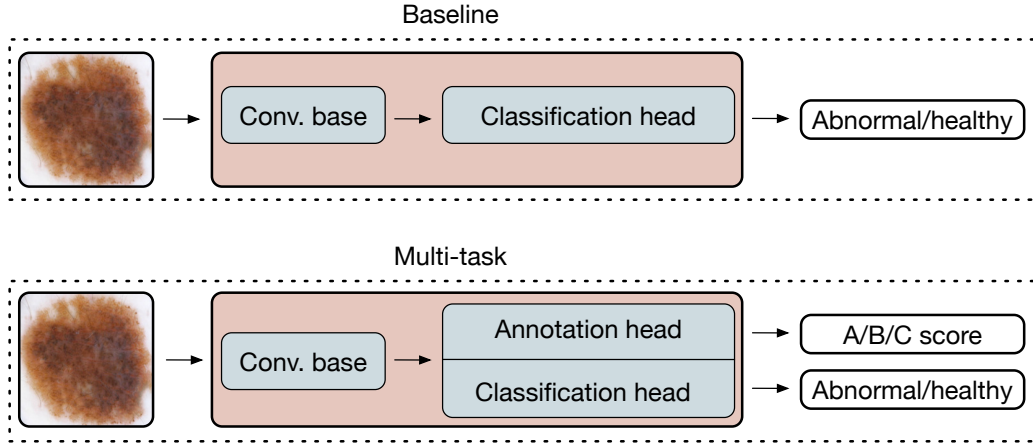 Baseline
Conv. base
Classification head
Abnormal/healthy
Multi-task
Conv. base
Annotation head
Classification head
A/B/C score
Abnormal/healthy